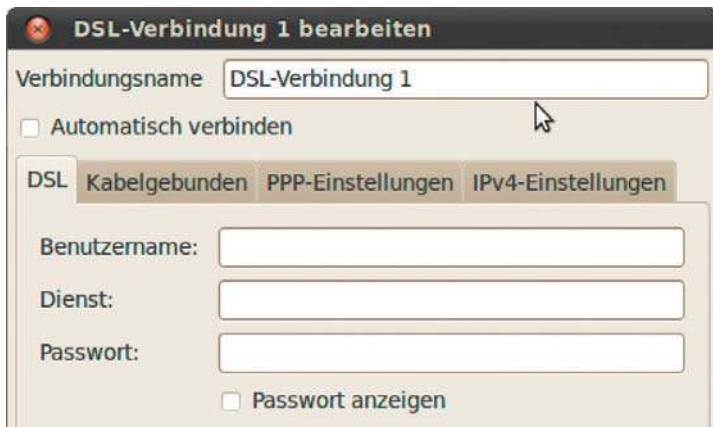 DSL-Verbindung 1 bearbeiten
Verbindungsname DSL-Verbindung 1
Automatisch verbinden
DSL Kabelgebunden PPP-Einstellungen IPv4-Einstellungen
Benutzername:
Dienst:
Passwort:
Passwort anzeigen